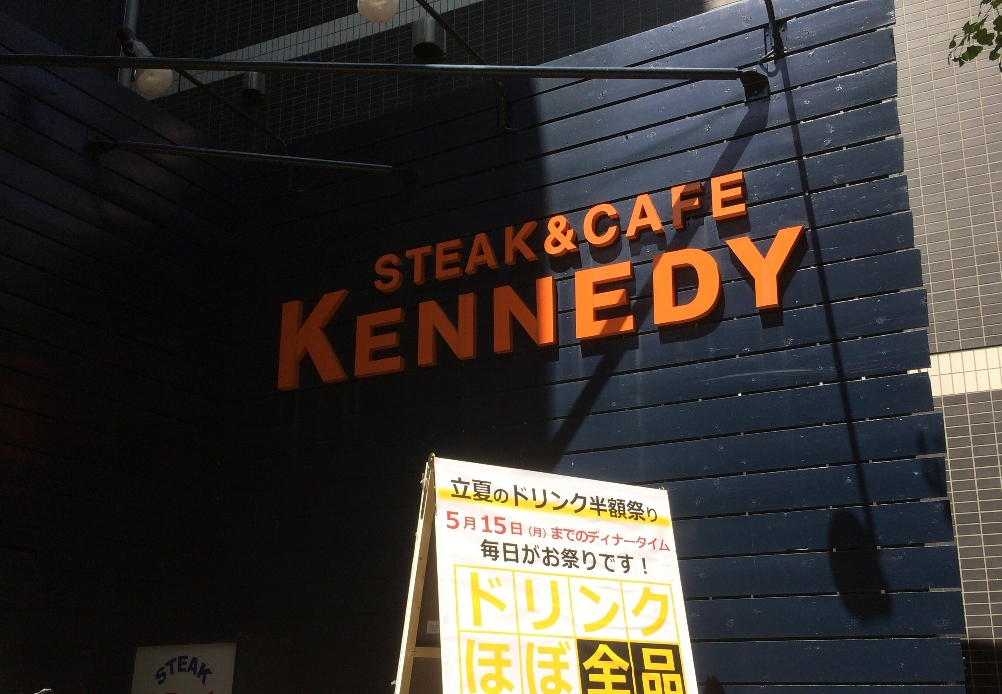 STEAK&CAFE
KENNEDY
立夏のドリンク半額祭り
5月15日(月)までのディナータイム
毎日がお祭りです！
ドリンク
ほぼ全品
STEAK